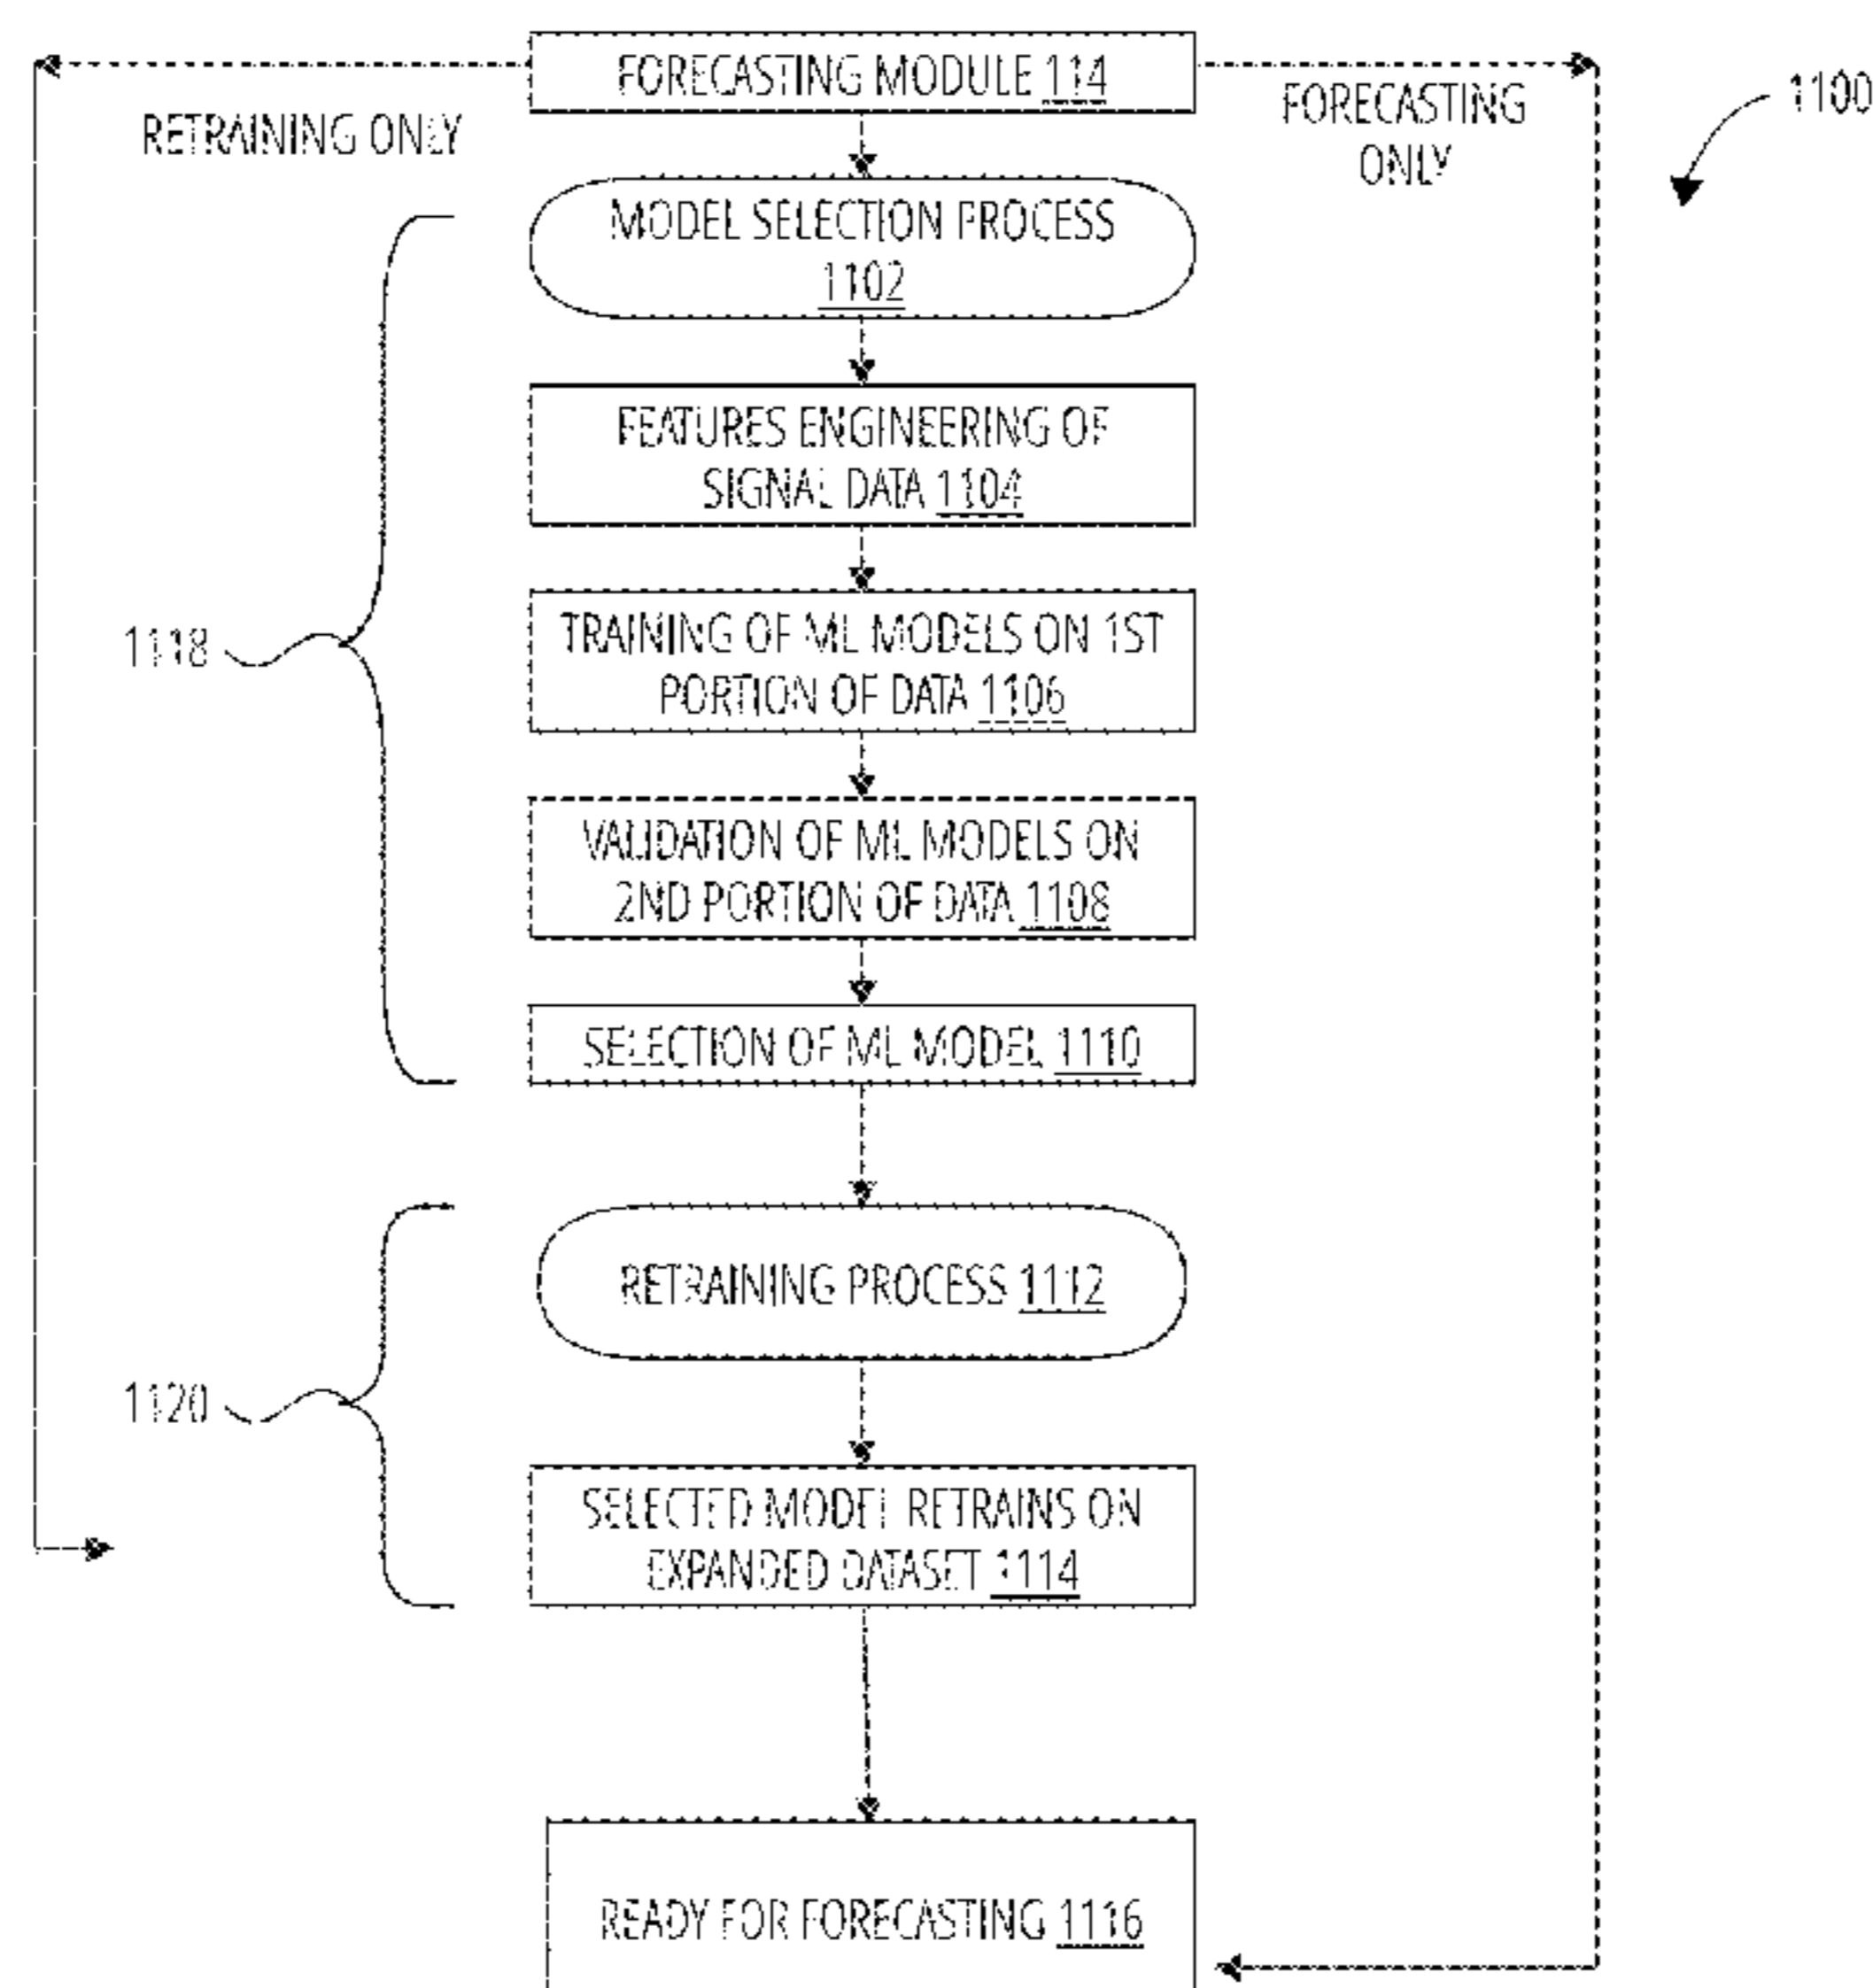 FORECASTING MODULE 114
RETRAINING ONLY
FORECASTING
ONLY
1100
MODEL SELECTION PROCESS
1102
FEATURES ENGINEERING OF
SIGNAL DATA 1104
TRAINING OF ML MODELS ON 1ST
PORTION OF DATA 1106
1118
VALIDATION OF ML MODELS ON
2ND PORTION OF DATA 1108
SELECTION OF ML MODEL 1110
RETRAINING PROCESS 1112
1120
SELECTED MODEL RETRAINS ON
EXPANDED DATASET 1114
READY FOR FORECASTING 1116